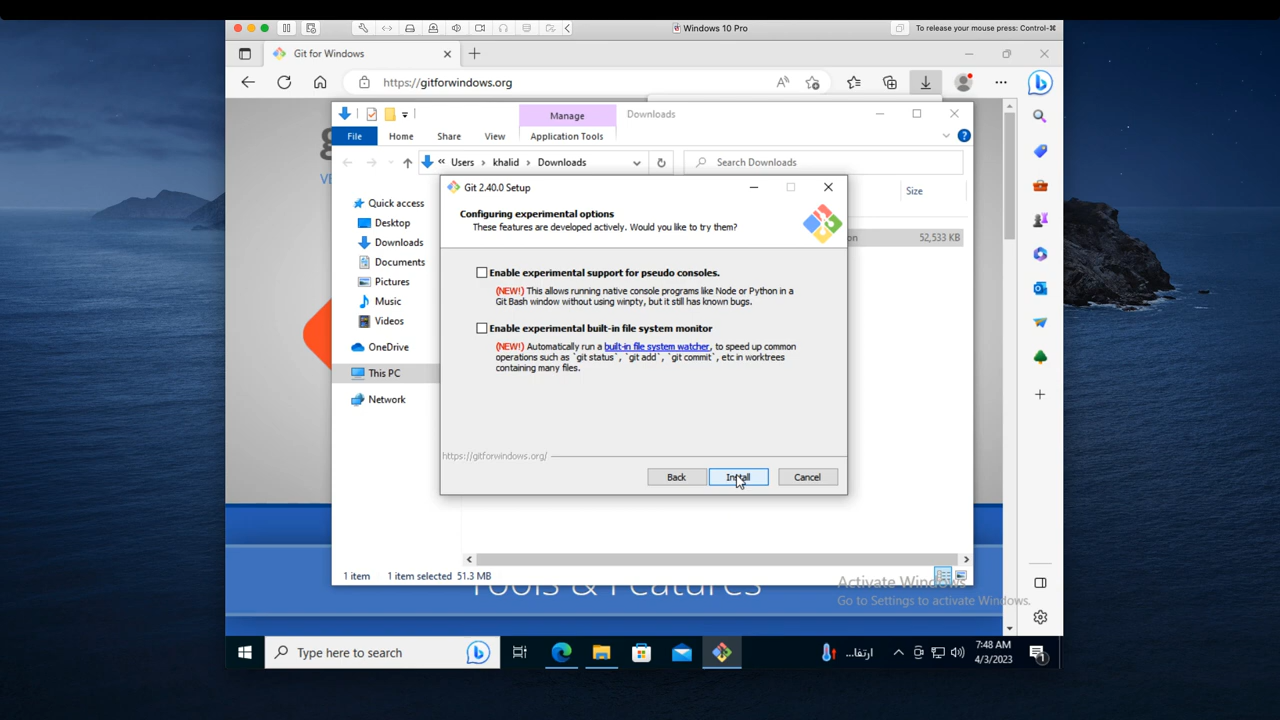 Windows 10 Pro
To release your mouse press: Control-⌘
Git for Windows
https://gitforwindows.org
Manage
Downloads
File
Home
Share
View
Application Tools
« Users › khalid › Downloads
Search Downloads
Size
52,533 KB
Quick access
Desktop
Downloads
Documents
Pictures
Music
Videos
OneDrive
This PC
Network
Git 2.40.0 Setup
Configuring experimental options
These features are developed actively. Would you like to try them?
Enable experimental support for pseudo consoles.
(NEW!) This allows running native console programs like Node or Python in a
Git Bash window without using winpty, but it still has known bugs.
Enable experimental built-in file system monitor
(NEW!) Automatically run a built-in file system watcher, to speed up common
operations such as `git status`, `git add`, `git commit`, etc in worktrees
containing many files.
https://gitforwindows.org/
Back
Install
Cancel
1 item
1 item selected 51.3 MB
Tools & Features
Activate Windows
Go to Settings to activate Windows.
Type here to search
ارتفا...
7:48 AM
4/3/2023
1